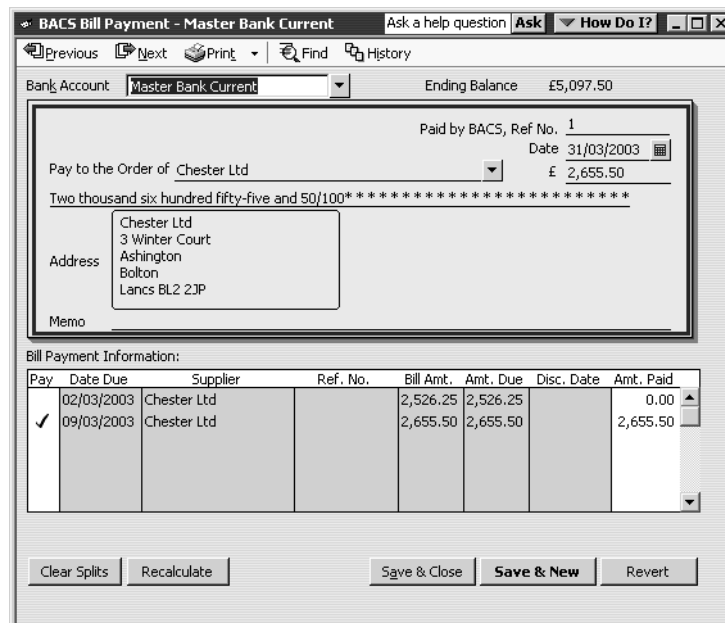 BACS Bill Payment - Master Bank Current Ask a help question Ask How Do I?
Previous Next Print Find History
Bank Account Master Bank Current Ending Balance £5,097.50
Paid by BACS, Ref No. 1
Date 31/03/2003
Pay to the Order of Chester Ltd £ 2,655.50
Two thousand six hundred fifty-five and 50/100* * * * * * * * * * * * * * * * * * * * * * * * *
Address
Chester Ltd
3 Winter Court
Ashington
Bolton
Lancs BL2 2JP
Memo
Bill Payment Information:
Pay Date Due Supplier Ref. No. Bill Amt. Amt. Due Disc. Date Amt. Paid
02/03/2003 Chester Ltd 2,526.25 2,526.25 0.00
09/03/2003 Chester Ltd 2,655.50 2,655.50 2,655.50
Clear Splits Recalculate Save & Close Save & New Revert